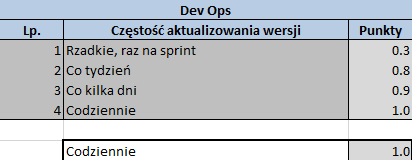 Dev Ops
Lp. Częstość aktualizowania wersji Punkty
1 Rzadkie, raz na sprint 0.3
2 Co tydzień 0.8
3 Co kilka dni 0.9
4 Codziennie 1.0
Codziennie 1.0